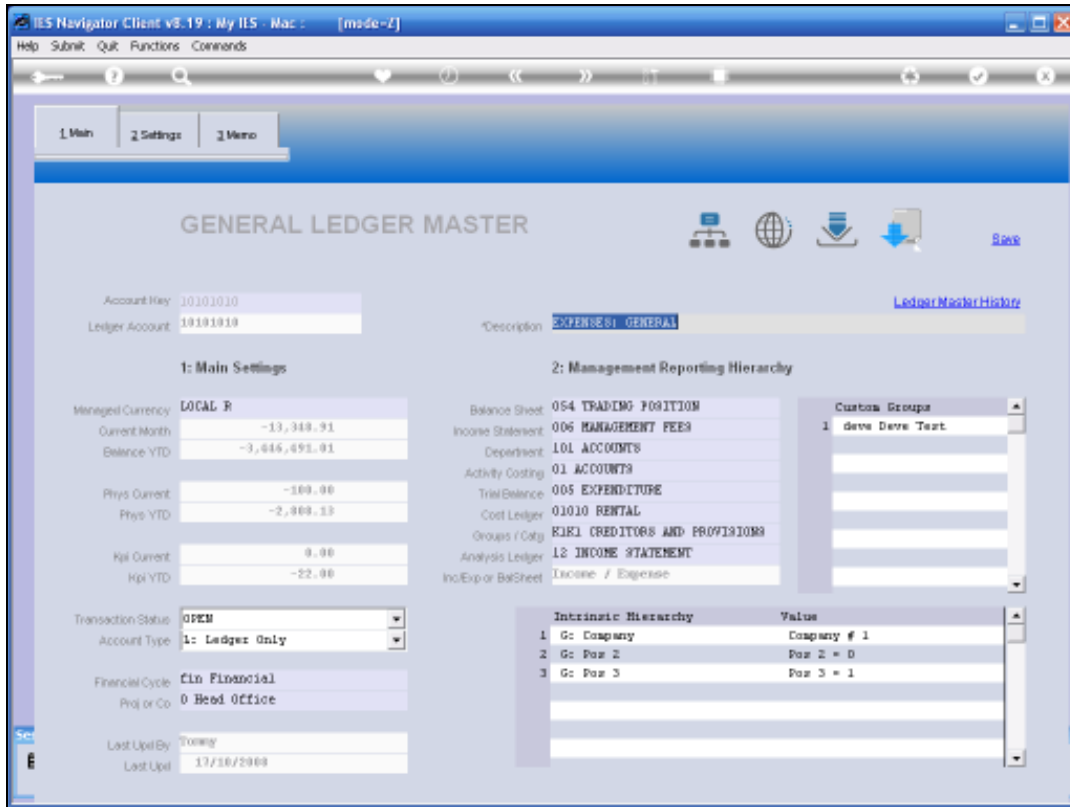 IES Navigator Client v8.19 : My IES - Mac : [mode=Z]
Help Submit Quit Functions Commands
1 Main 2 Settings 3 Memo
GENERAL LEDGER MASTER
Save
Account Key 10101010
Ledger Master History
Ledger Account 10101010 *Description EXPENSES: GENERAL
1: Main Settings 2: Management Reporting Hierarchy
Managed Currency LOCAL R Balance Sheet 054 TRADING POSITION Custom Groups
Current Month -13,348.91 Income Statement 006 MANAGEMENT FEES 1 deve Deve Test
Balance YTD -3,646,491.01 Department 101 ACCOUNTS
Activity Costing 01 ACCOUNTS
Phys Current -100.00 Trial Balance 005 EXPENDITURE
Phys YTD -2,808.13 Cost Ledger 01010 RENTAL
Groups / Catg K1K1 CREDITORS AND PROVISIONS
Kpi Current 0.00 Analysis Ledger 12 INCOME STATEMENT
Kpi YTD -22.00 Inc/Exp or BalSheet Income / Expense
Transaction Status OPEN Intrinsic Hierarchy Value
Account Type 1: Ledger Only 1 G: Company Company # 1
2 G: Pos 2 Pos 2 = 0
Financial Cycle fin Financial 3 G: Pos 3 Pos 3 = 1
Proj or Co 0 Head Office
Last Upd By Tommy
Last Upd 17/10/2008